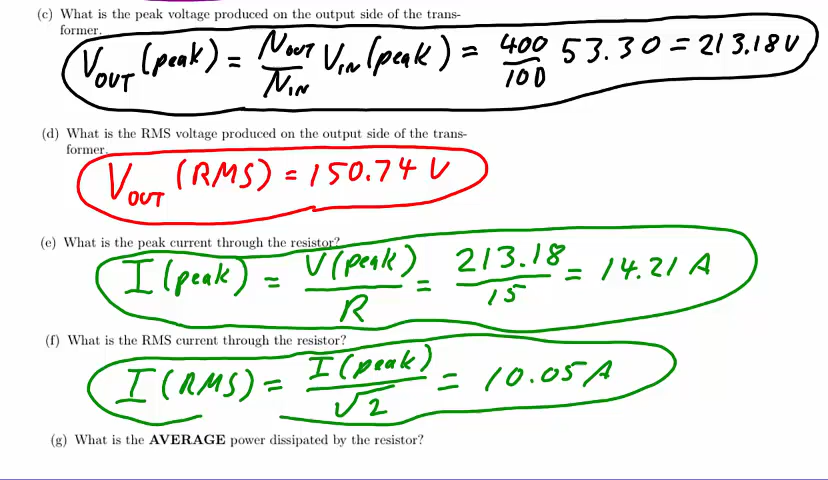 (c) What is the peak voltage produced on the output side of the trans-
former.
V_OUT (peak) = N_OUT/N_IN V_IN (peak) = 400/100 53.30 = 213.18 V
(d) What is the RMS voltage produced on the output side of the trans-
former.
V_OUT (RMS) = 150.74 V
(e) What is the peak current through the resistor?
I (peak) = V(peak)/R = 213.18/15 = 14.21 A
(f) What is the RMS current through the resistor?
I (RMS) = I(peak)/√2 = 10.05 A
(g) What is the AVERAGE power dissipated by the resistor?